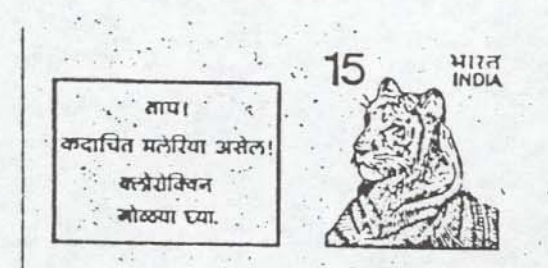 ताप।
कदाचित मलेरिया असेल!
क्लोरोक्विन
गोळ्या घ्या.
15
भारत
INDIA